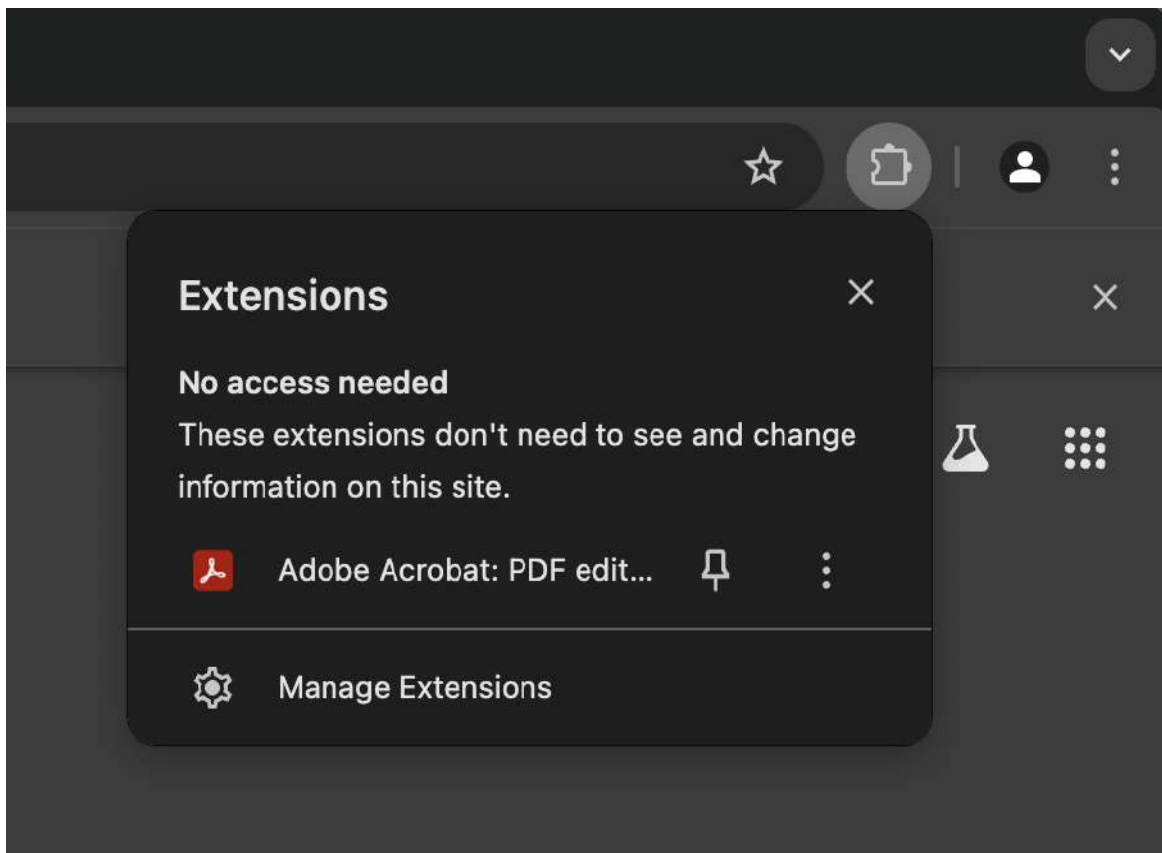 Extensions
No access needed
These extensions don't need to see and change
information on this site.
Adobe Acrobat: PDF edit...
Manage Extensions